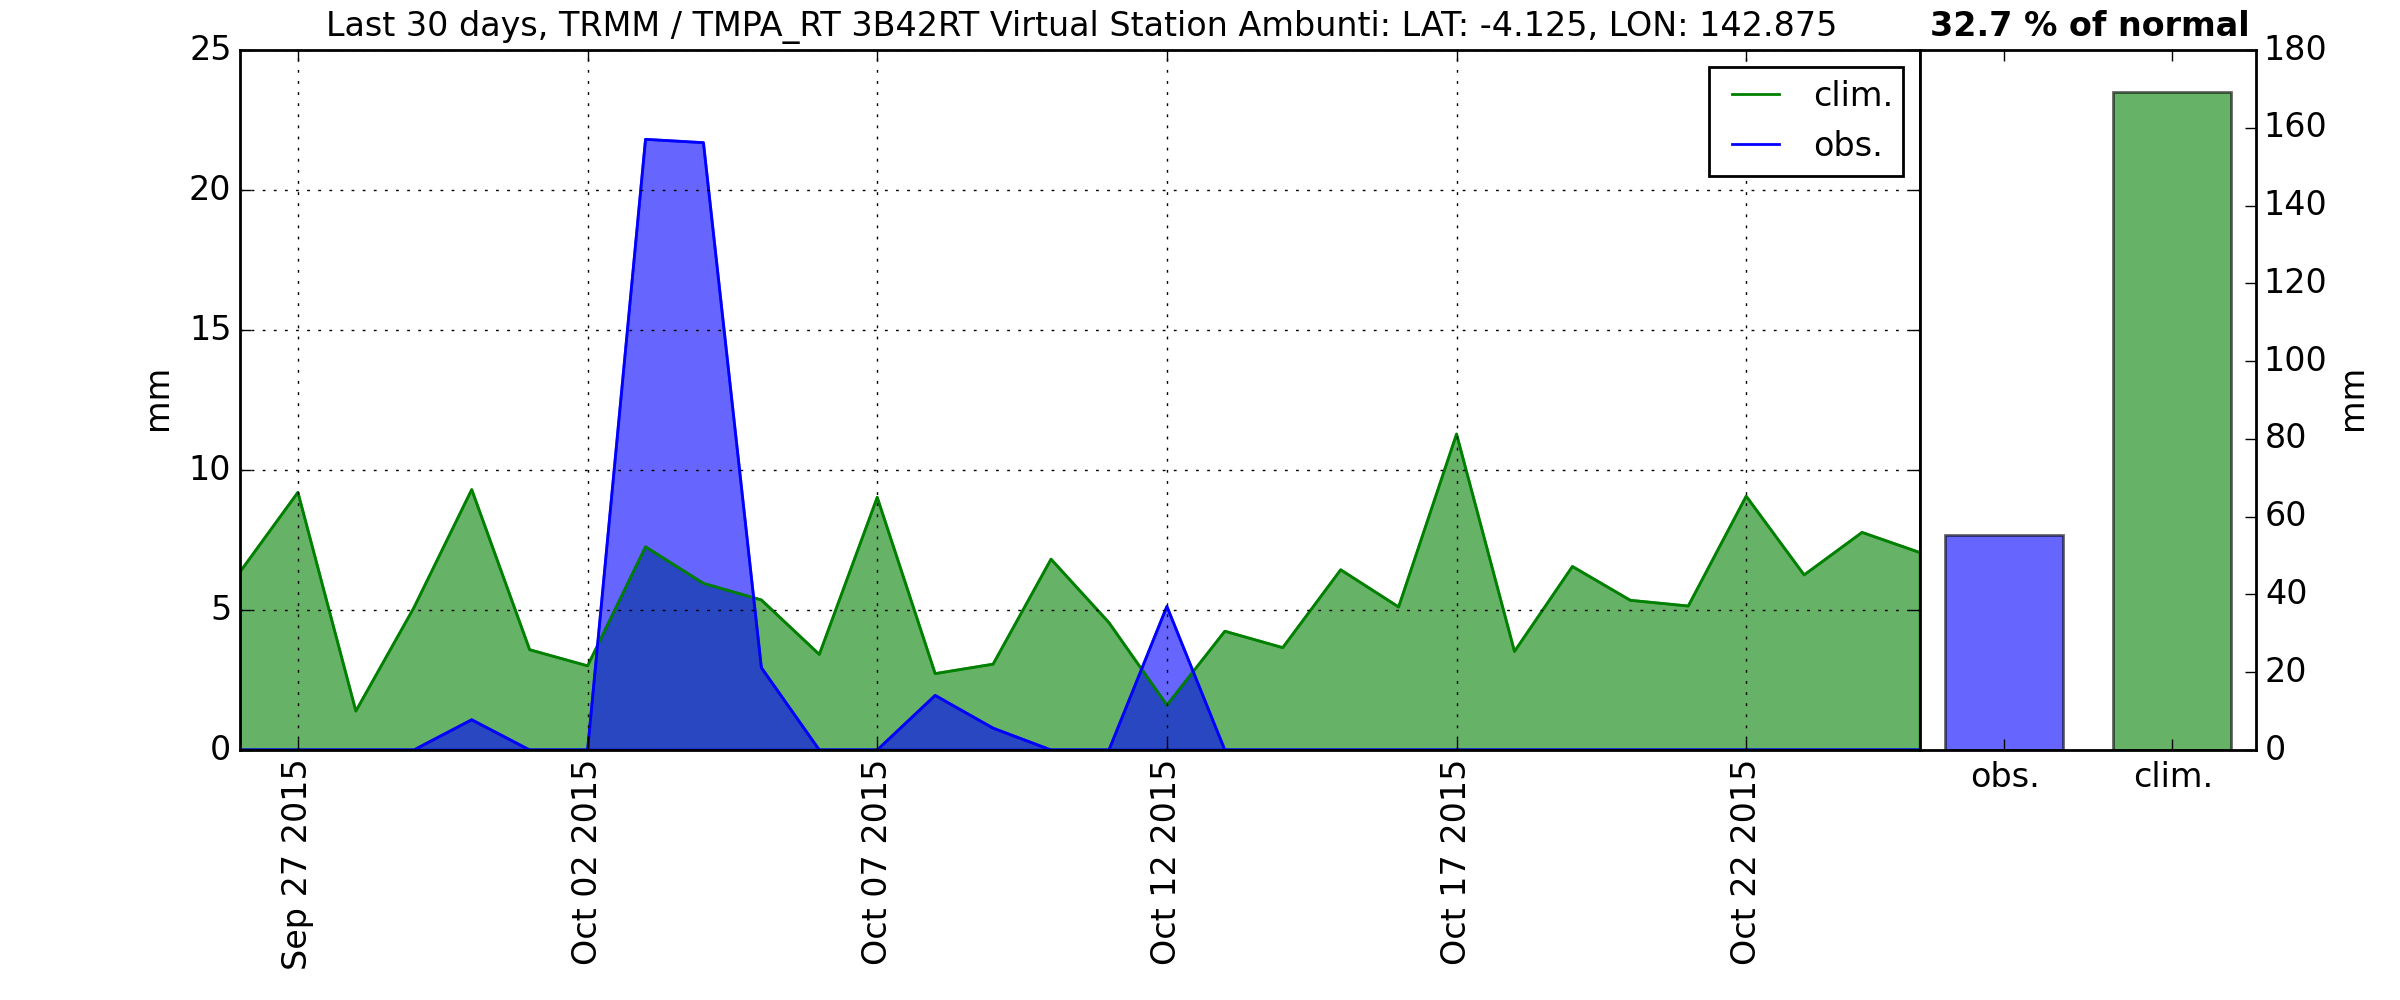 Last 30 days, TRMM / TMPA_RT 3B42RT Virtual Station Ambunti: LAT: -4.125, LON: 142.875
32.7 % of normal
25
20
15
10
5
0
mm
clim.
obs.
Sep 27 2015
Oct 02 2015
Oct 07 2015
Oct 12 2015
Oct 17 2015
Oct 22 2015
180
160
140
120
100
80
60
40
20
0
mm
obs.
clim.